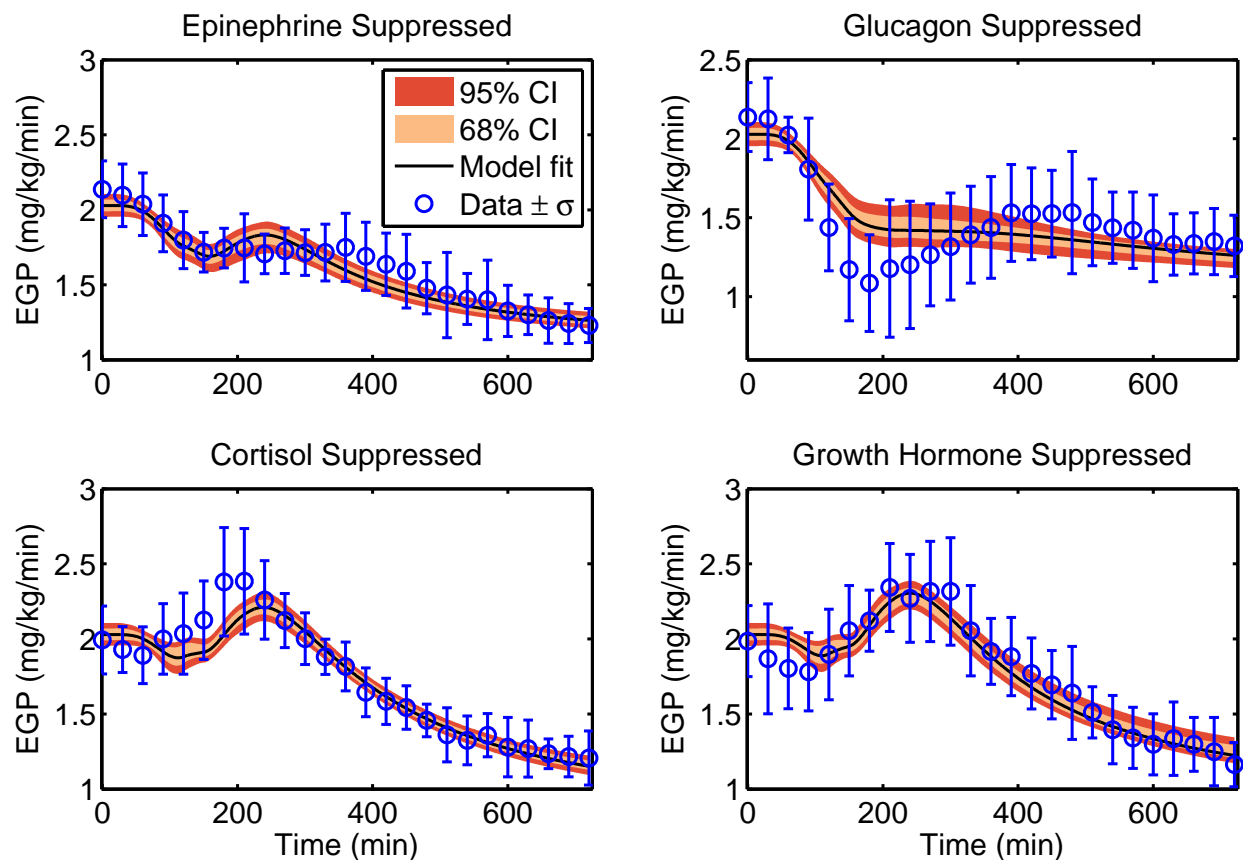 Epinephrine Suppressed
3
2.5
2
1.5
1
0
200
400
600
EGP (mg/kg/min)
95% CI
68% CI
Model fit
Data ± σ
Glucagon Suppressed
2.5
2
1.5
1
0
200
400
600
EGP (mg/kg/min)
Cortisol Suppressed
3
2.5
2
1.5
1
0
200
400
600
EGP (mg/kg/min)
Time (min)
Growth Hormone Suppressed
3
2.5
2
1.5
1
0
200
400
600
EGP (mg/kg/min)
Time (min)